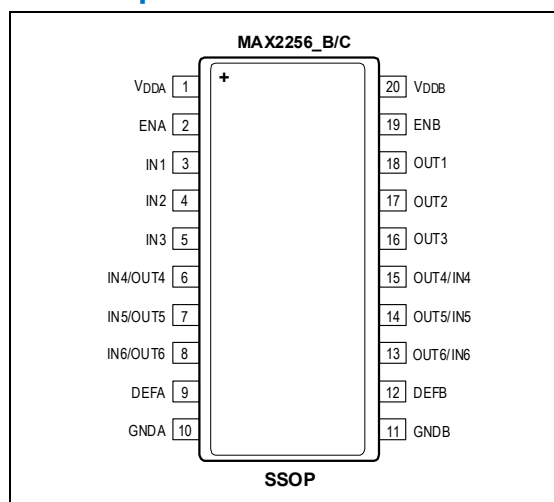 MAX2256_B/C
+
VDDA 1 20 VDDB
ENA 2 19 ENB
IN1 3 18 OUT1
IN2 4 17 OUT2
IN3 5 16 OUT3
IN4/OUT4 6 15 OUT4/IN4
IN5/OUT5 7 14 OUT5/IN5
IN6/OUT6 8 13 OUT6/IN6
DEFA 9 12 DEFB
GNDA 10 11 GNDB
SSOP